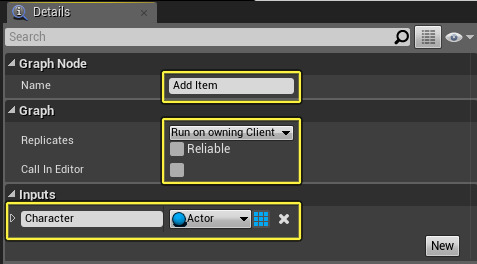 Details
Search
Graph Node
Name Add Item
Graph
Replicates Run on owning Client
Reliable
Call In Editor
Inputs
Character Actor
New